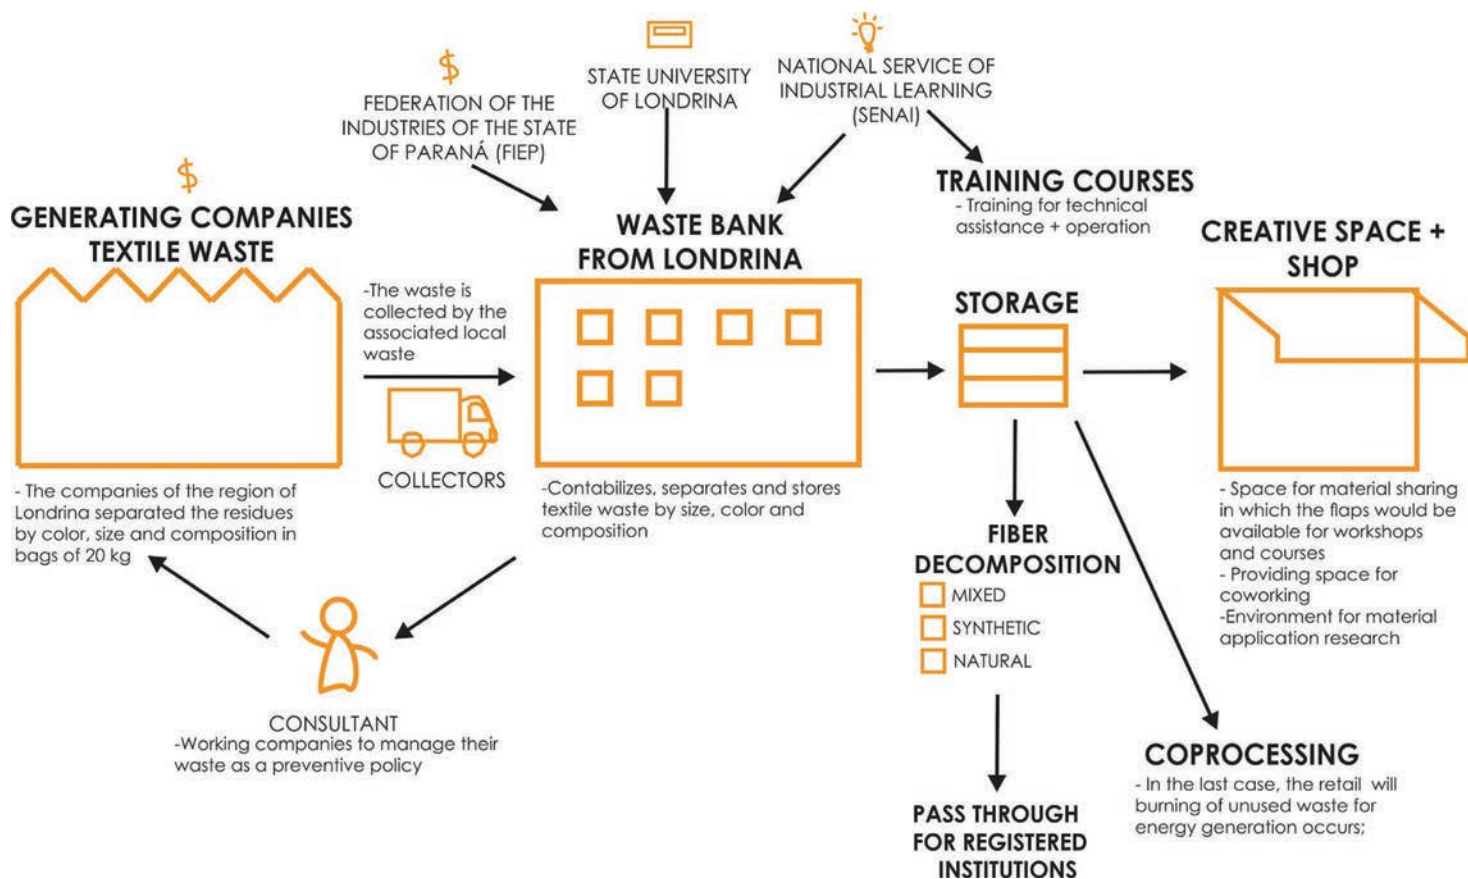 $
FEDERATION OF THE
INDUSTRIES OF THE STATE
OF PARANÁ (FIEP)
STATE UNIVERSITY
OF LONDRINA
NATIONAL SERVICE OF
INDUSTRIAL LEARNING
(SENAI)
TRAINING COURSES
- Training for technical
assistance + operation
$
GENERATING COMPANIES
TEXTILE WASTE
- The companies of the region of
Londrina separated the residues
by color, size and composition in
bags of 20 kg
-The waste is
collected by the
associated local
waste
COLLECTORS
WASTE BANK
FROM LONDRINA
-Contabilizes, separates and stores
textile waste by size, color and
composition
CONSULTANT
-Working companies to manage their
waste as a preventive policy
STORAGE
CREATIVE SPACE +
SHOP
- Space for material sharing
in which the flaps would be
available for workshops
and courses
- Providing space for
coworking
-Environment for material
application research
FIBER
DECOMPOSITION
MIXED
SYNTHETIC
NATURAL
PASS THROUGH
FOR REGISTERED
INSTITUTIONS
COPROCESSING
- In the last case, the retail will
burning of unused waste for
energy generation occurs;